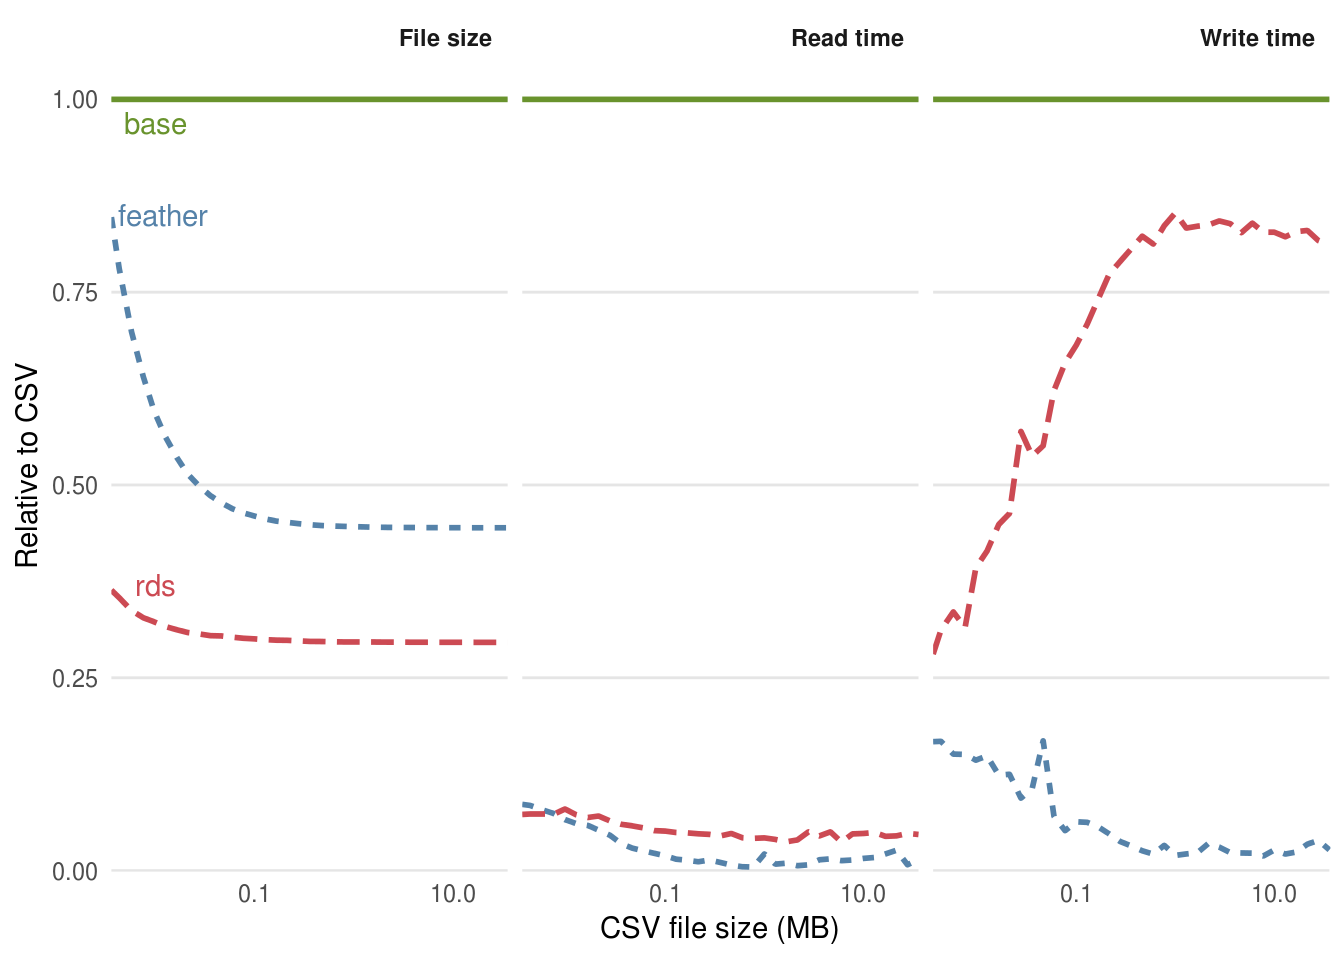 File size
Read time
Write time
1.00
base
feather
0.75
0.50
rds
0.25
0.00
Relative to CSV
0.1
10.0
0.1
10.0
0.1
10.0
CSV file size (MB)